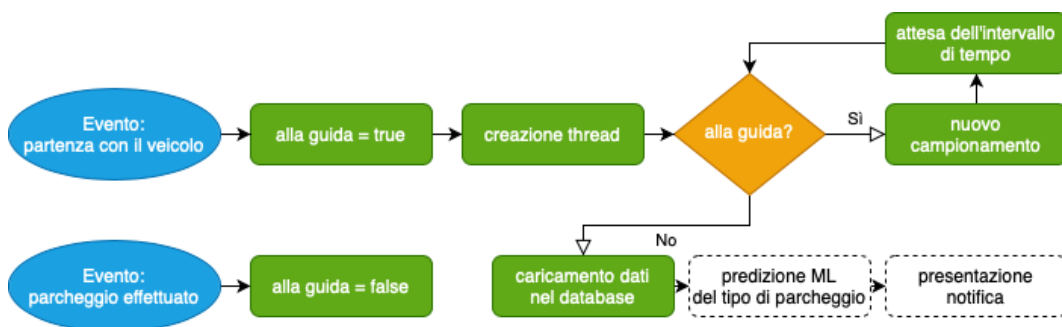 attesa dell'intervallo
di tempo
Evento:
partenza con il veicolo
alla guida = true
creazione thread
alla guida?
Sì
nuovo
campionamento
No
Evento:
parcheggio effettuato
alla guida = false
caricamento dati
nel database
predizione ML
del tipo di parcheggio
presentazione
notifica